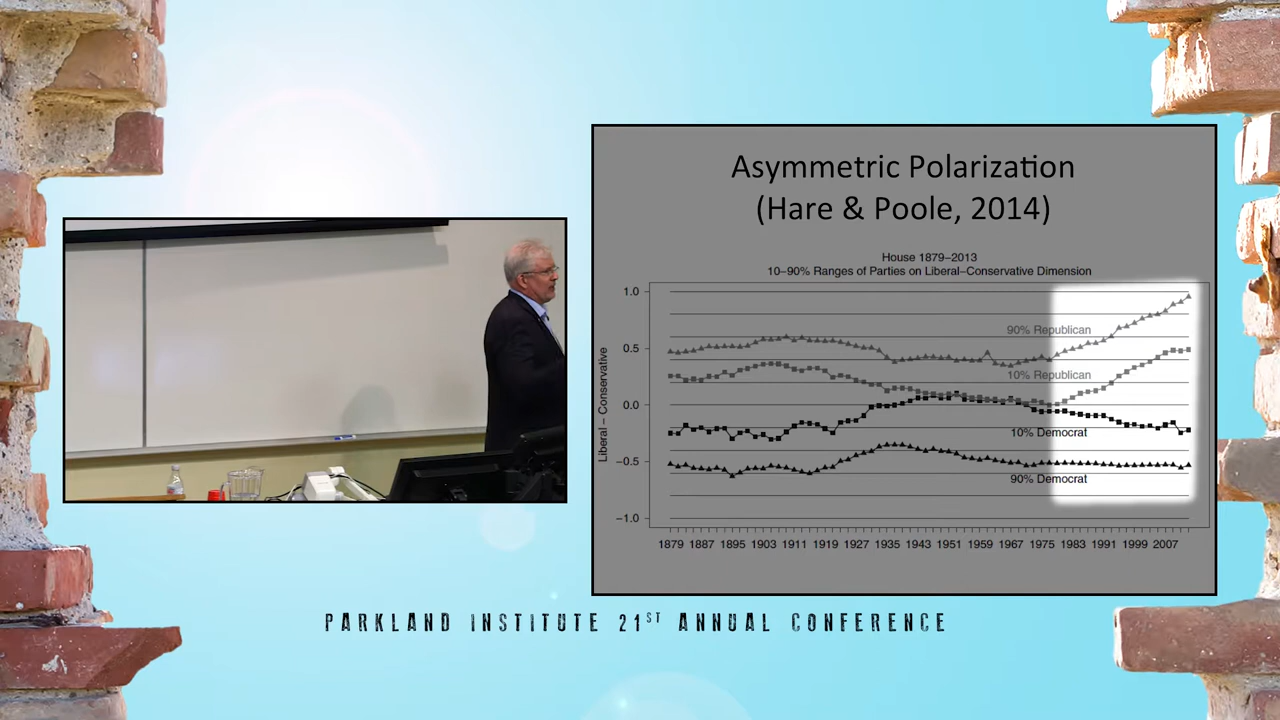 Asymmetric Polarization
(Hare & Poole, 2014)
House 1879–2013
10–90% Ranges of Parties on Liberal–Conservative Dimension
Liberal – Conservative
1.0
0.5
0.0
−0.5
−1.0
90% Republican
10% Republican
10% Democrat
90% Democrat
1879 1887 1895 1903 1911 1919 1927 1935 1943 1951 1959 1967 1975 1983 1991 1999 2007
PARKLAND INSTITUTE 21ST ANNUAL CONFERENCE